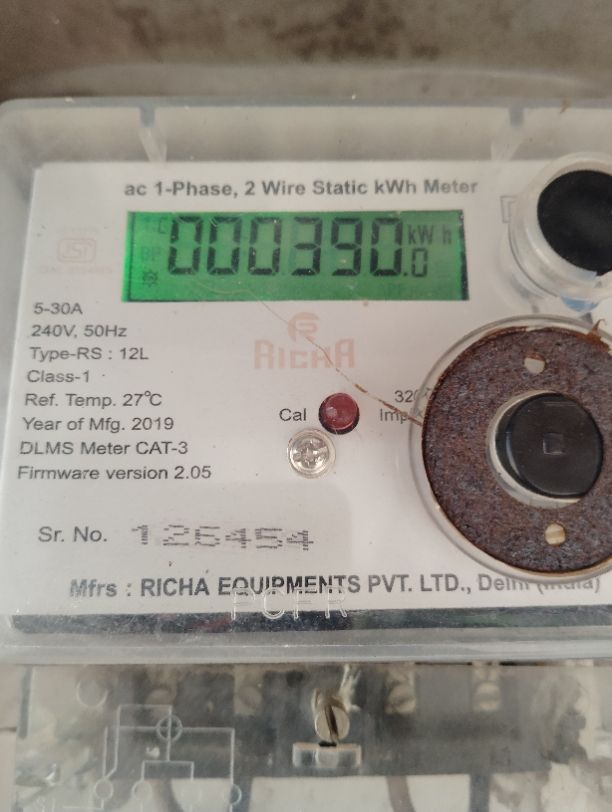 ac 1-Phase, 2 Wire Static kWh Meter
000390.0 kWh
5-30A
240V, 50Hz
Type-RS : 12L
Class-1
Ref. Temp. 27°C
Year of Mfg. 2019
DLMS Meter CAT-3
Firmware version 2.05
RICHA
Cal
Sr. No. 126454
Mfrs : RICHA EQUIPMENTS PVT. LTD., Delhi (India)